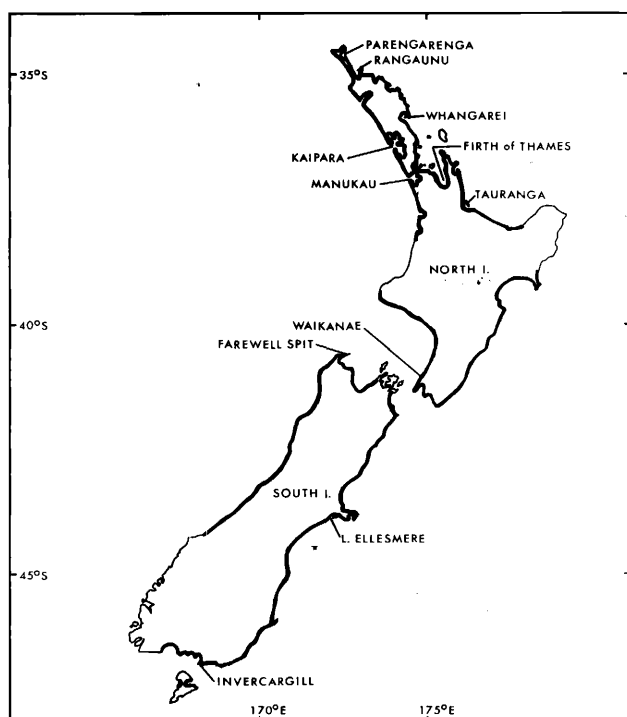 PARENGARENGA
35°S
RANGAUNU
WHANGAREI
FIRTH of THAMES
KAIPARA
MANUKAU
TAURANGA
NORTH I.
40°S
WAIKANAE
FAREWELL SPIT
SOUTH I.
L. ELLESMERE
45°S
INVERCARGILL
170°E
175°E